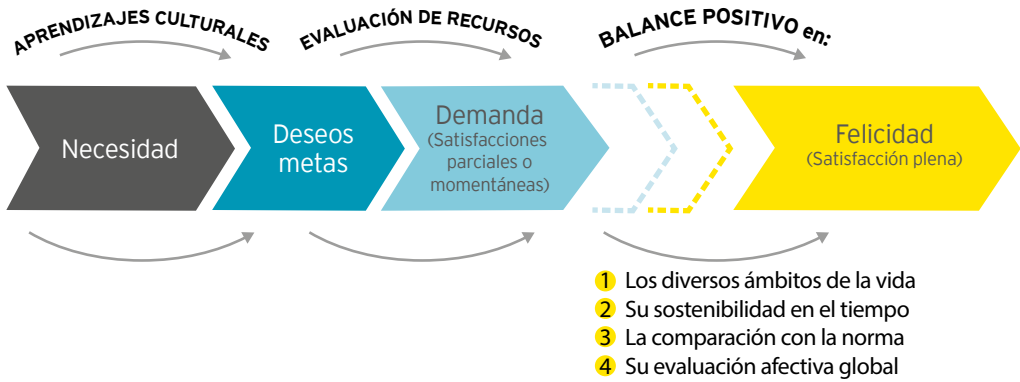 APRENDIZAJES CULTURALES
EVALUACIÓN DE RECURSOS
BALANCE POSITIVO en:
Necesidad
Deseos
metas
Demanda
(Satisfacciones
parciales o
momentáneas)
Felicidad
(Satisfacción plena)
1 Los diversos ámbitos de la vida
2 Su sostenibilidad en el tiempo
3 La comparación con la norma
4 Su evaluación afectiva global